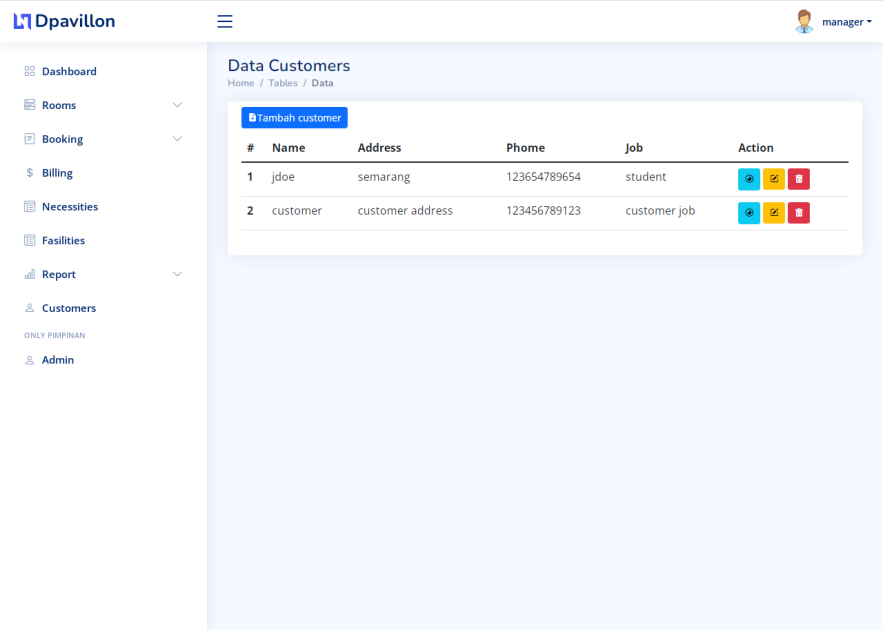 Dpavillon
manager
Dashboard
Rooms
Booking
Billing
Necessities
Fasilities
Report
Customers
ONLY PIMPINAN
Admin
Data Customers
Home / Tables / Data
Tambah customer
# Name Address Phome Job Action
1 jdoe semarang 123654789654 student
2 customer customer address 123456789123 customer job